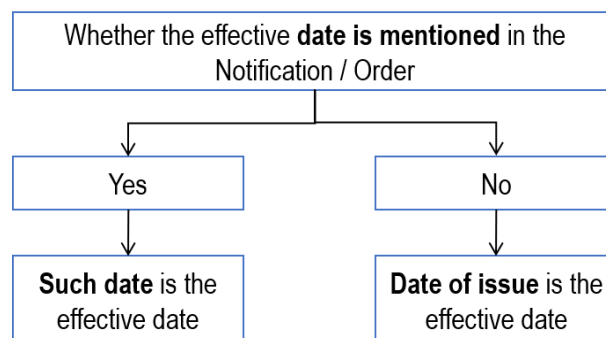 Whether the effective date is mentioned in the
Notification / Order
Yes
No
Such date is the
effective date
Date of issue is the
effective date